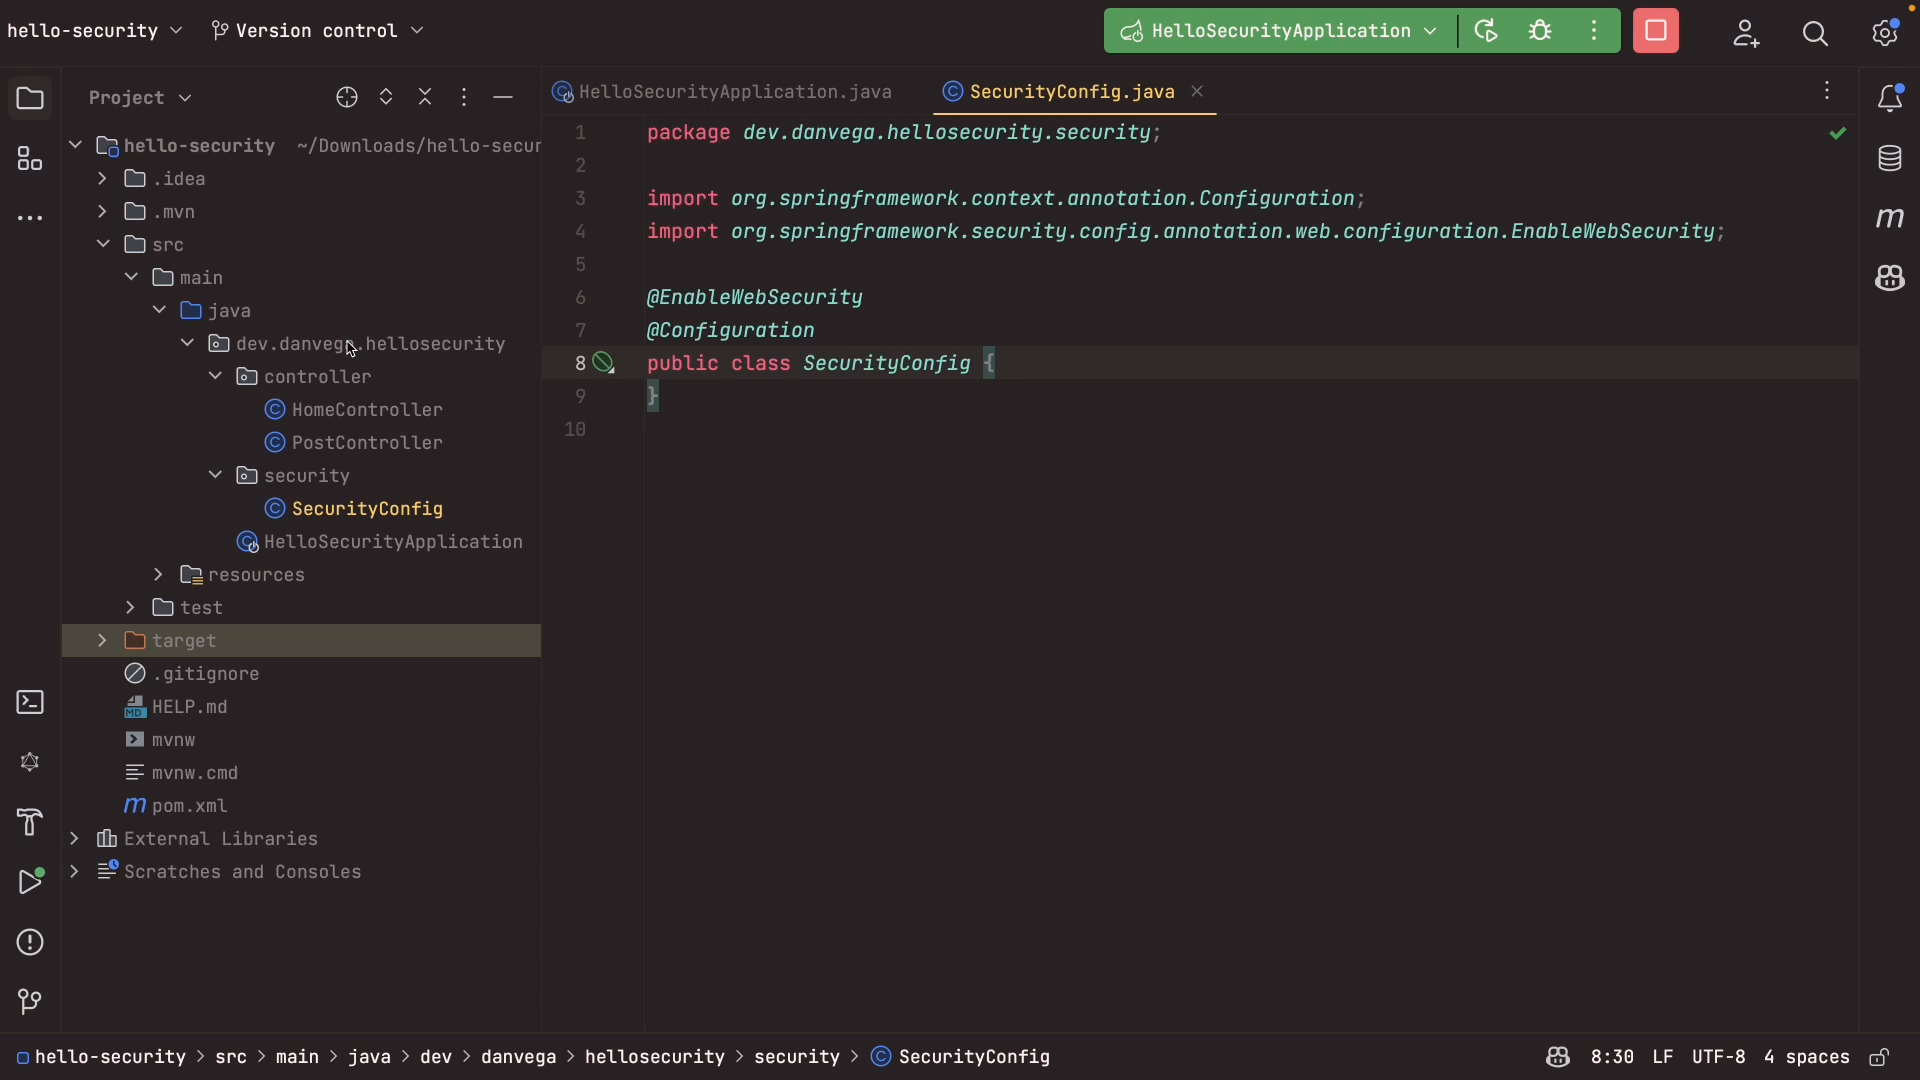 hello-security
Version control
HelloSecurityApplication
Project
HelloSecurityApplication.java
SecurityConfig.java
hello-security ~/Downloads/hello-secur
.idea
.mvn
src
main
java
dev.danvega.hellosecurity
controller
HomeController
PostController
security
SecurityConfig
HelloSecurityApplication
resources
test
target
.gitignore
HELP.md
mvnw
mvnw.cmd
pom.xml
External Libraries
Scratches and Consoles
1 package dev.danvega.hellosecurity.security;
2
3 import org.springframework.context.annotation.Configuration;
4 import org.springframework.security.config.annotation.web.configuration.EnableWebSecurity;
5
6 @EnableWebSecurity
7 @Configuration
8 public class SecurityConfig {
9 }
10
hello-security > src > main > java > dev > danvega > hellosecurity > security > SecurityConfig
8:30 LF UTF-8 4 spaces